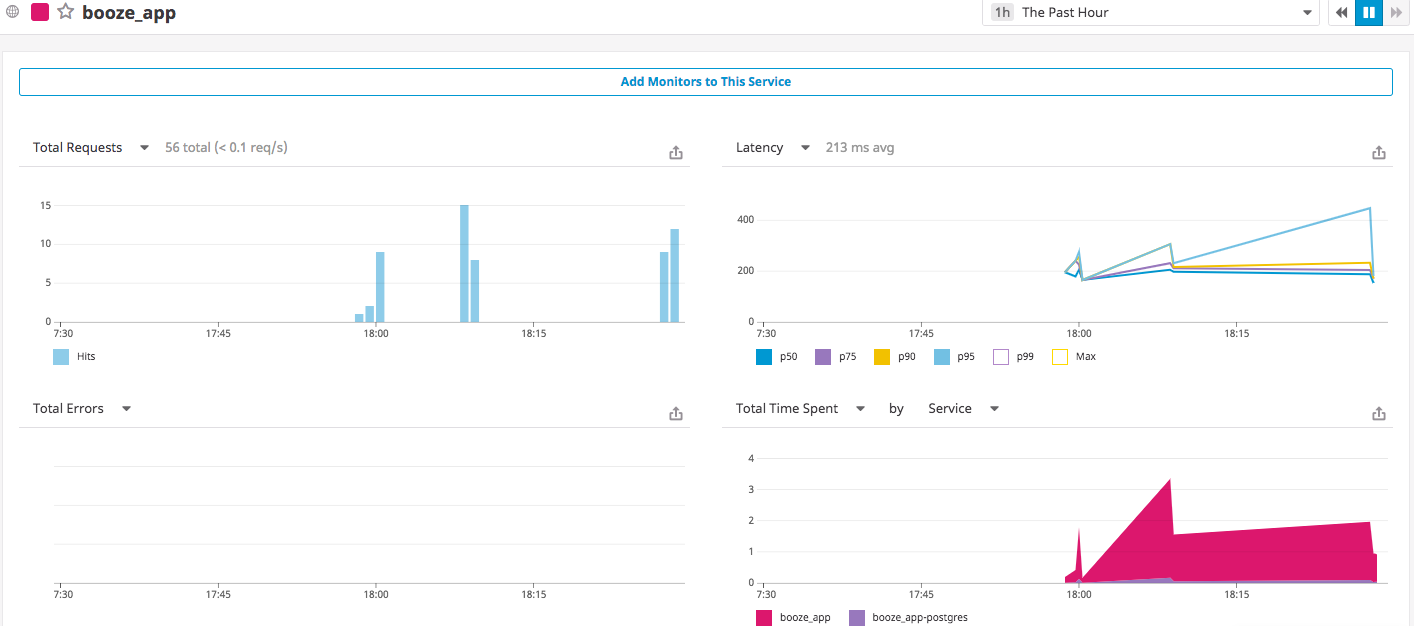 booze_app
1h The Past Hour
Add Monitors to This Service
Total Requests 56 total (< 0.1 req/s)
15
10
5
0
7:30 17:45 18:00 18:15
Hits
Latency 213 ms avg
400
200
0
7:30 17:45 18:00 18:15
p50 p75 p90 p95 p99 Max
Total Errors
7:30 17:45 18:00 18:15
Total Time Spent by Service
4
3
2
1
0
7:30 17:45 18:00 18:15
booze_app booze_app-postgres